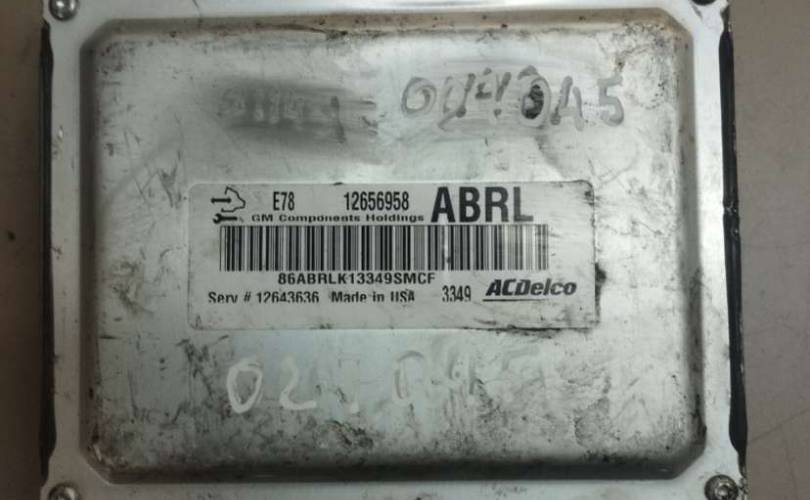 E78 12656958 ABRL
GM Components Holdings
86ABRLK13349SMCF
Serv # 12643636 Made in USA 3349 ACDelco